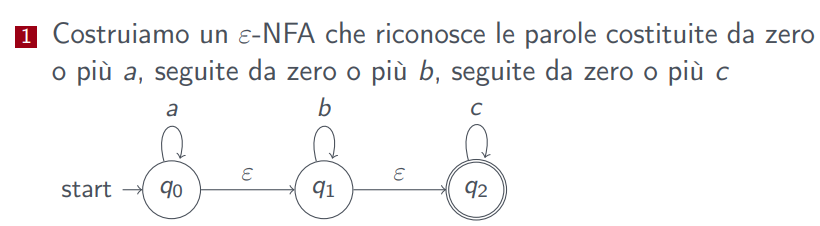 1 Costruiamo un ε-NFA che riconosce le parole costituite da zero
o più a, seguite da zero o più b, seguite da zero o più c
a b c
start q₀ ε q₁ ε q₂